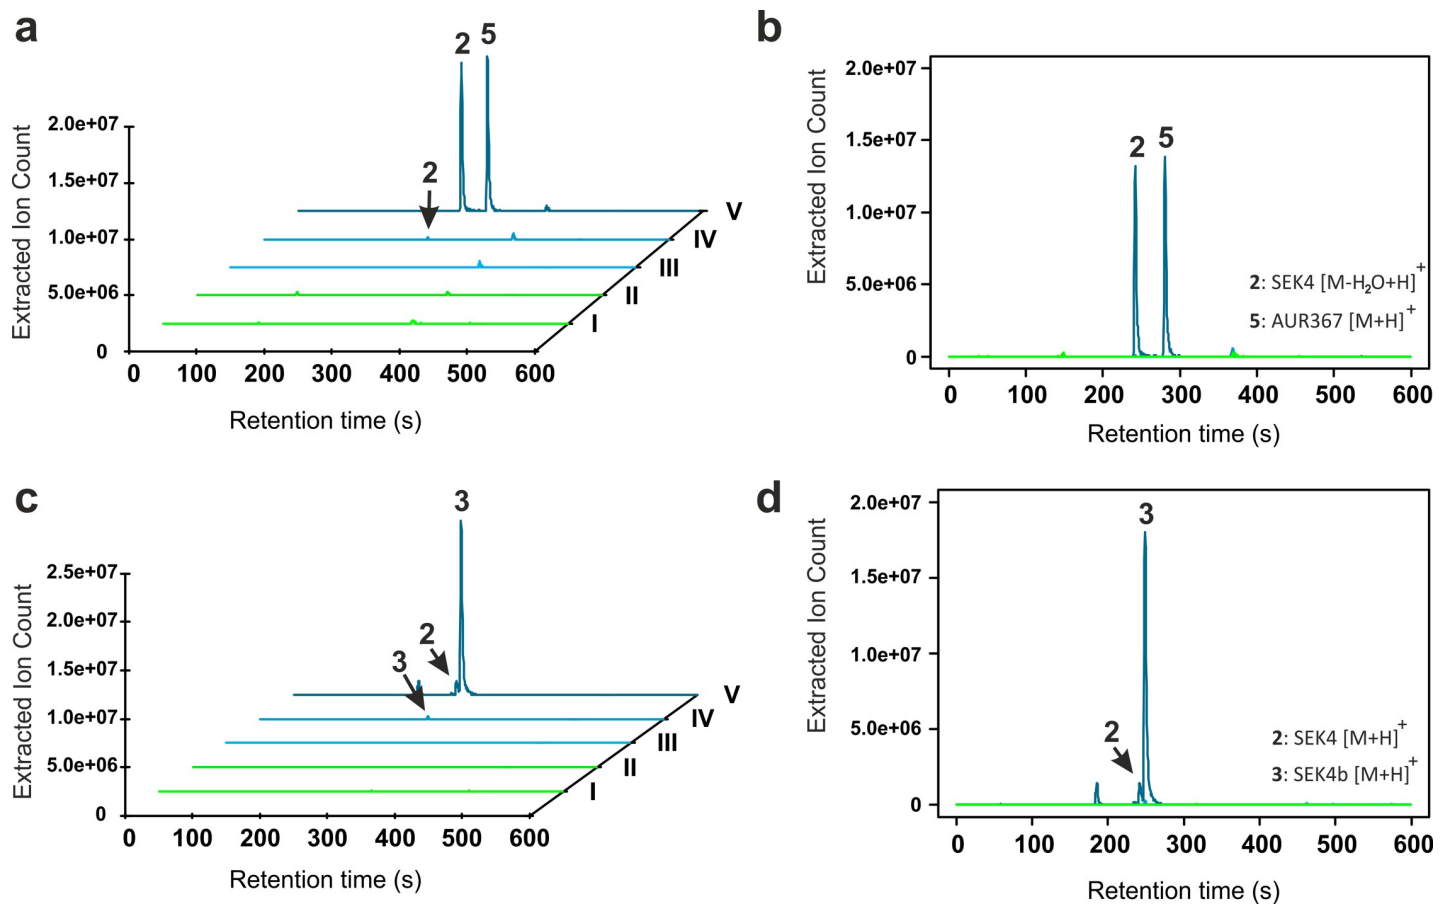 a
2 5
2.0e+07
2
1.5e+07
V
1.0e+07
IV
III
5.0e+06
II
I
0
0 100 200 300 400 500 600
Extracted Ion Count
Retention time (s)
b
2.0e+07
1.5e+07
2 5
1.0e+07
5.0e+06
2: SEK4 [M-H₂O+H]⁺
5: AUR367 [M+H]⁺
0
0 100 200 300 400 500 600
Extracted Ion Count
Retention time (s)
c
3
2.5e+07
2.0e+07
2
3
1.5e+07
V
1.0e+07
IV
III
5.0e+06
II
I
0
0 100 200 300 400 500 600
Extracted Ion Count
Retention time (s)
d
2.0e+07
3
1.5e+07
1.0e+07
5.0e+06
2
2: SEK4 [M+H]⁺
3: SEK4b [M+H]⁺
0
0 100 200 300 400 500 600
Extracted Ion Count
Retention time (s)